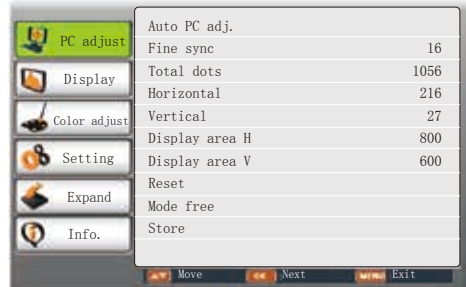 PC adjust
Display
Color adjust
Setting
Expand
Info.
Auto PC adj.
Fine sync 16
Total dots 1056
Horizontal 216
Vertical 27
Display area H 800
Display area V 600
Reset
Mode free
Store
Move OK Next MENU Exit